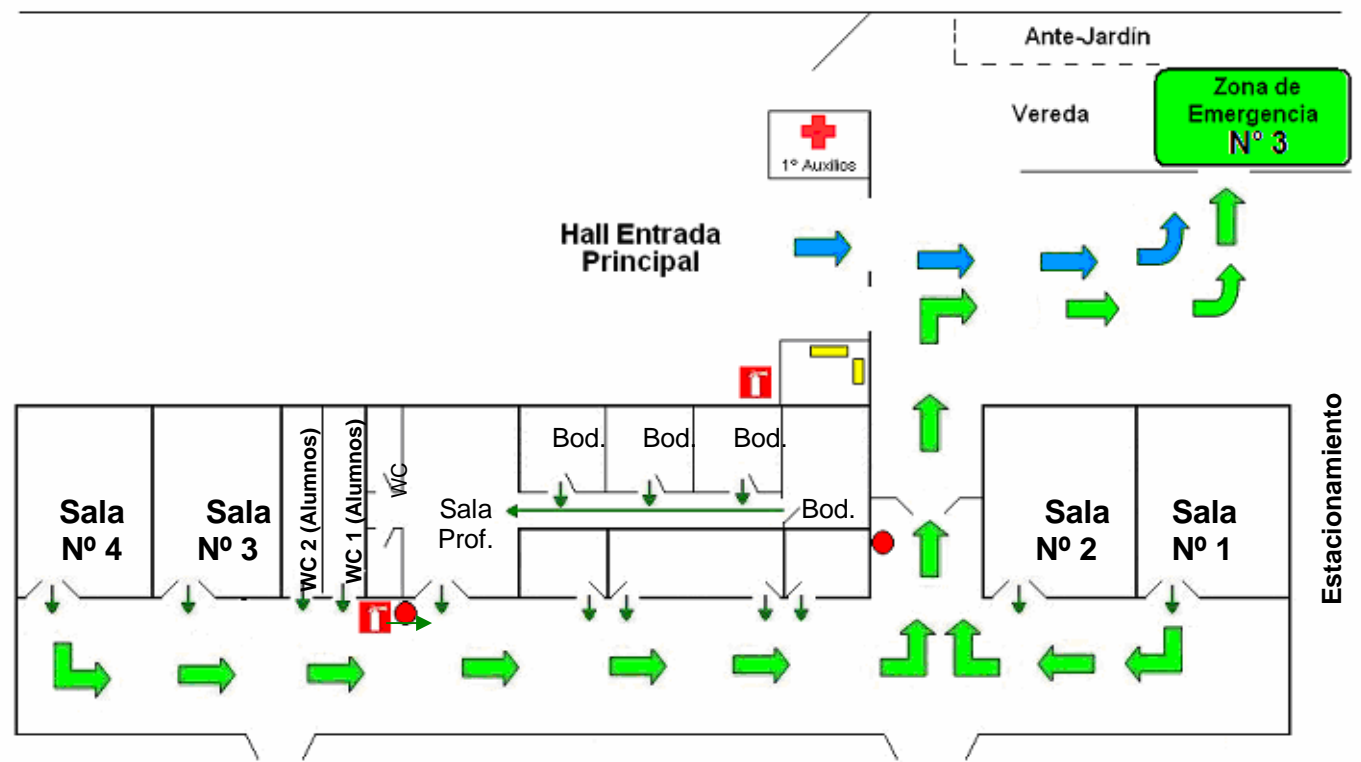 Ante-Jardín
Zona de
Emergencia
N° 3
Vereda
1º Auxilios
Hall Entrada
Principal
Estacionamiento
Bod.
Bod.
Bod.
WC 2 (Alumnos)
WC 1 (Alumnos)
WC
Sala
Nº 4
Sala
Nº 3
Sala
Prof.
Bod.
Sala
Nº 2
Sala
Nº 1